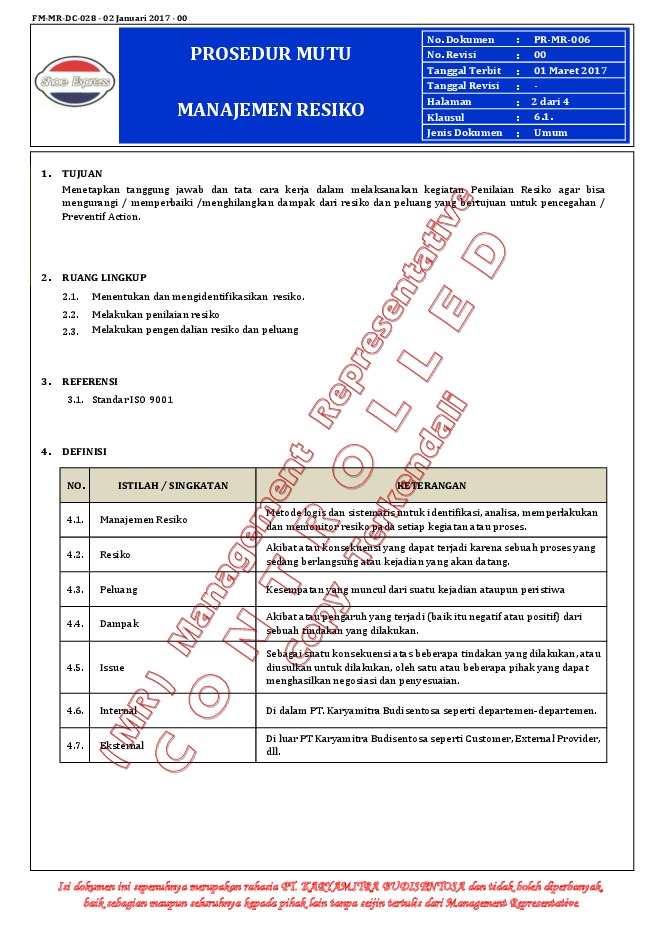 FM-MR-DC-028 - 02 Januari 2017 - 00
Shoe Express
PROSEDUR MUTU
MANAJEMEN RESIKO
No. Dokumen : PR-MR-006
No. Revisi : 00
Tanggal Terbit : 01 Maret 2017
Tanggal Revisi : -
Halaman : 2 dari 4
Klausul : 6.1.
Jenis Dokumen : Umum
1. TUJUAN
Menetapkan tanggung jawab dan tata cara kerja dalam melaksanakan kegiatan Penilaian Resiko agar bisa
mengurangi / memperbaiki /menghilangkan dampak dari resiko dan peluang yang bertujuan untuk pencegahan /
Preventif Action.
2. RUANG LINGKUP
2.1. Menentukan dan mengidentifikasikan resiko.
2.2. Melakukan penilaian resiko
2.3. Melakukan pengendalian resiko dan peluang
3. REFERENSI
3.1. Standar ISO 9001
4. DEFINISI
NO. ISTILAH / SINGKATAN KETERANGAN
4.1. Manajemen Resiko Metode logis dan sistematis untuk identifikasi, analisa, memperlakukan
dan memonitor resiko pada setiap kegiatan atau proses.
4.2. Resiko Akibat atau konsekuensi yang dapat terjadi karena sebuah proses yang
sedang berlangsung atau kejadian yang akan datang.
4.3. Peluang Kesempatan yang muncul dari suatu kejadian ataupun peristiwa
4.4. Dampak Akibat atau pengaruh yang terjadi (baik itu negatif atau positif) dari
sebuah tindakan yang dilakukan.
4.5. Issue Sebagai suatu konsekuensi atas beberapa tindakan yang dilakukan, atau
diusulkan untuk dilakukan, oleh satu atau beberapa pihak yang dapat
menghasilkan negosiasi dan penyesuaian.
4.6. Internal Di dalam PT. Karyamitra Budisentosa seperti departemen-departemen.
4.7. Eksternal Di luar PT Karyamitra Budisentosa seperti Customer, External Provider,
dll.
(MR) Management Representative
CONTROLLED
Copy Terkendali
Isi dokumen ini sepenuhnya merupakan rahasia PT. KARYAMITRA BUDISENTOSA dan tidak boleh diperbanyak,
baik sebagian maupun seluruhnya kepada pihak lain tanpa seijin tertulis dari Management Representative.